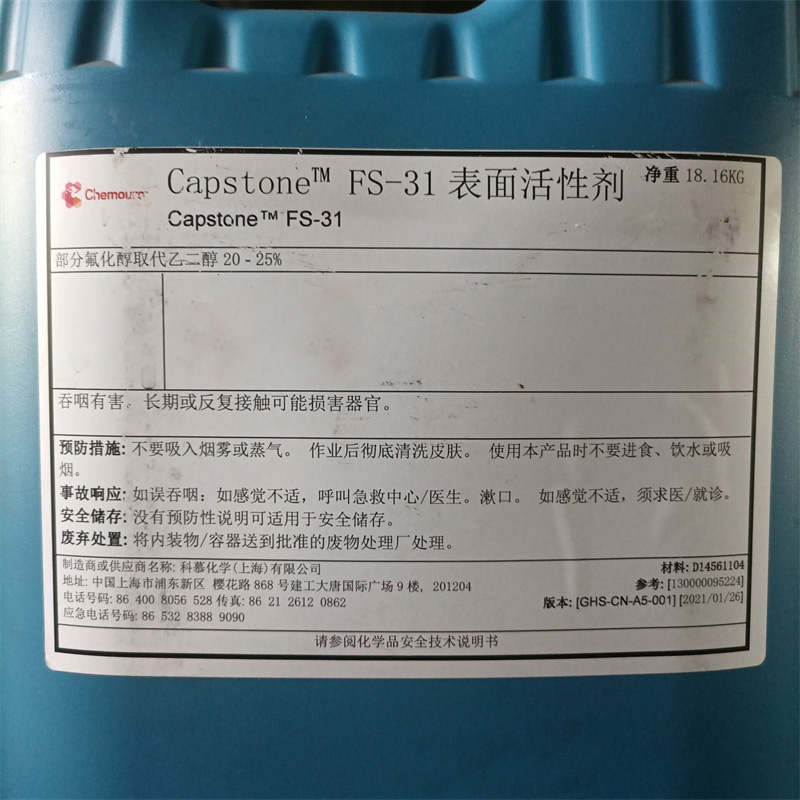 Chemours™
Capstone™ FS-31 表面活性剂 净重 18.16KG
Capstone™ FS-31
部分氟化醇取代乙二醇 20 - 25%
吞咽有害。长期或反复接触可能损害器官。
预防措施: 不要吸入烟雾或蒸气。 作业后彻底清洗皮肤。 使用本产品时不要进食、饮水或吸
烟。
事故响应: 如误吞咽：如感觉不适，呼叫急救中心/医生。漱口。 如感觉不适，须求医/就诊。
安全储存: 没有预防性说明可适用于安全储存。
废弃处置: 将内装物/容器送到批准的废物处理厂处理。
制造商或供应商名称: 科慕化学(上海)有限公司 材料: D14561104
地址: 中国上海市浦东新区 樱花路 868 号建工大唐国际广场 9 楼, 201204 参考: [130000095224]
电话号码: 86 400 8056 528 传真: 86 21 2612 0862 版本: [GHS-CN-A5-001] [2021/01/26]
应急电话号码: 86 532 8388 9090
请参阅化学品安全技术说明书